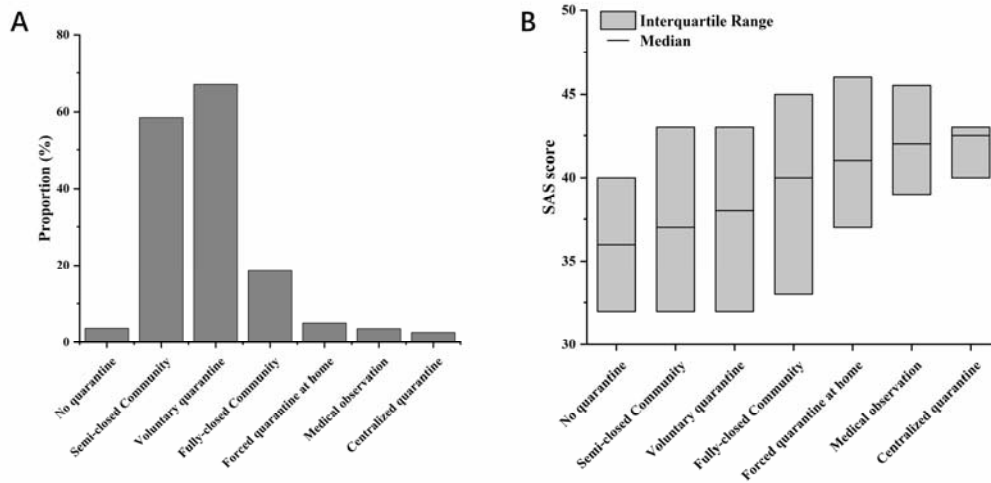 A
80
60
40
20
0
Proportion (%)
No quarantine
Semi-closed Community
Voluntary quarantine
Fully-closed Community
Forced quarantine at home
Medical observation
Centralized quarantine
B
50
45
40
35
30
SAS score
Interquartile Range
Median
No quarantine
Semi-closed Community
Voluntary quarantine
Fully-closed Community
Forced quarantine at home
Medical observation
Centralized quarantine